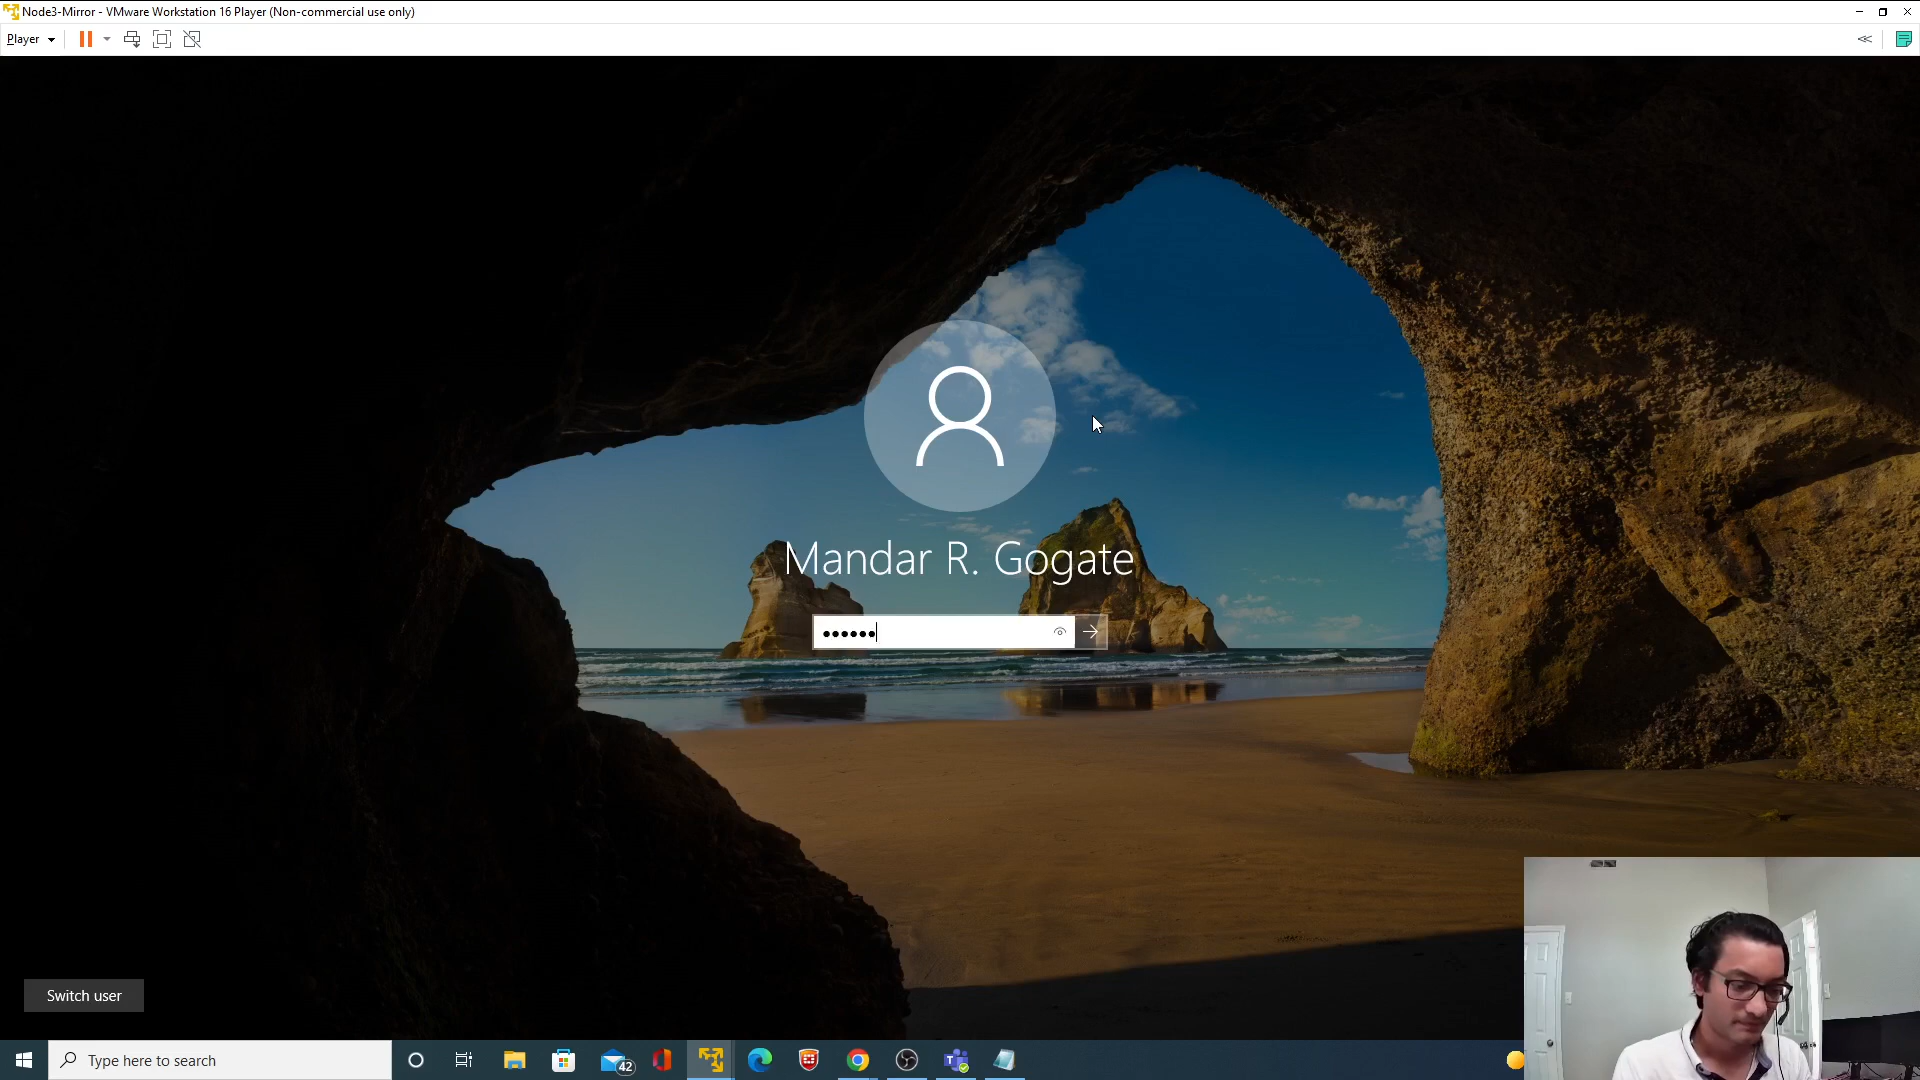 Node3-Mirror - VMware Workstation 16 Player (Non-commercial use only)
Player
Mandar R. Gogate
Switch user
Type here to search
42